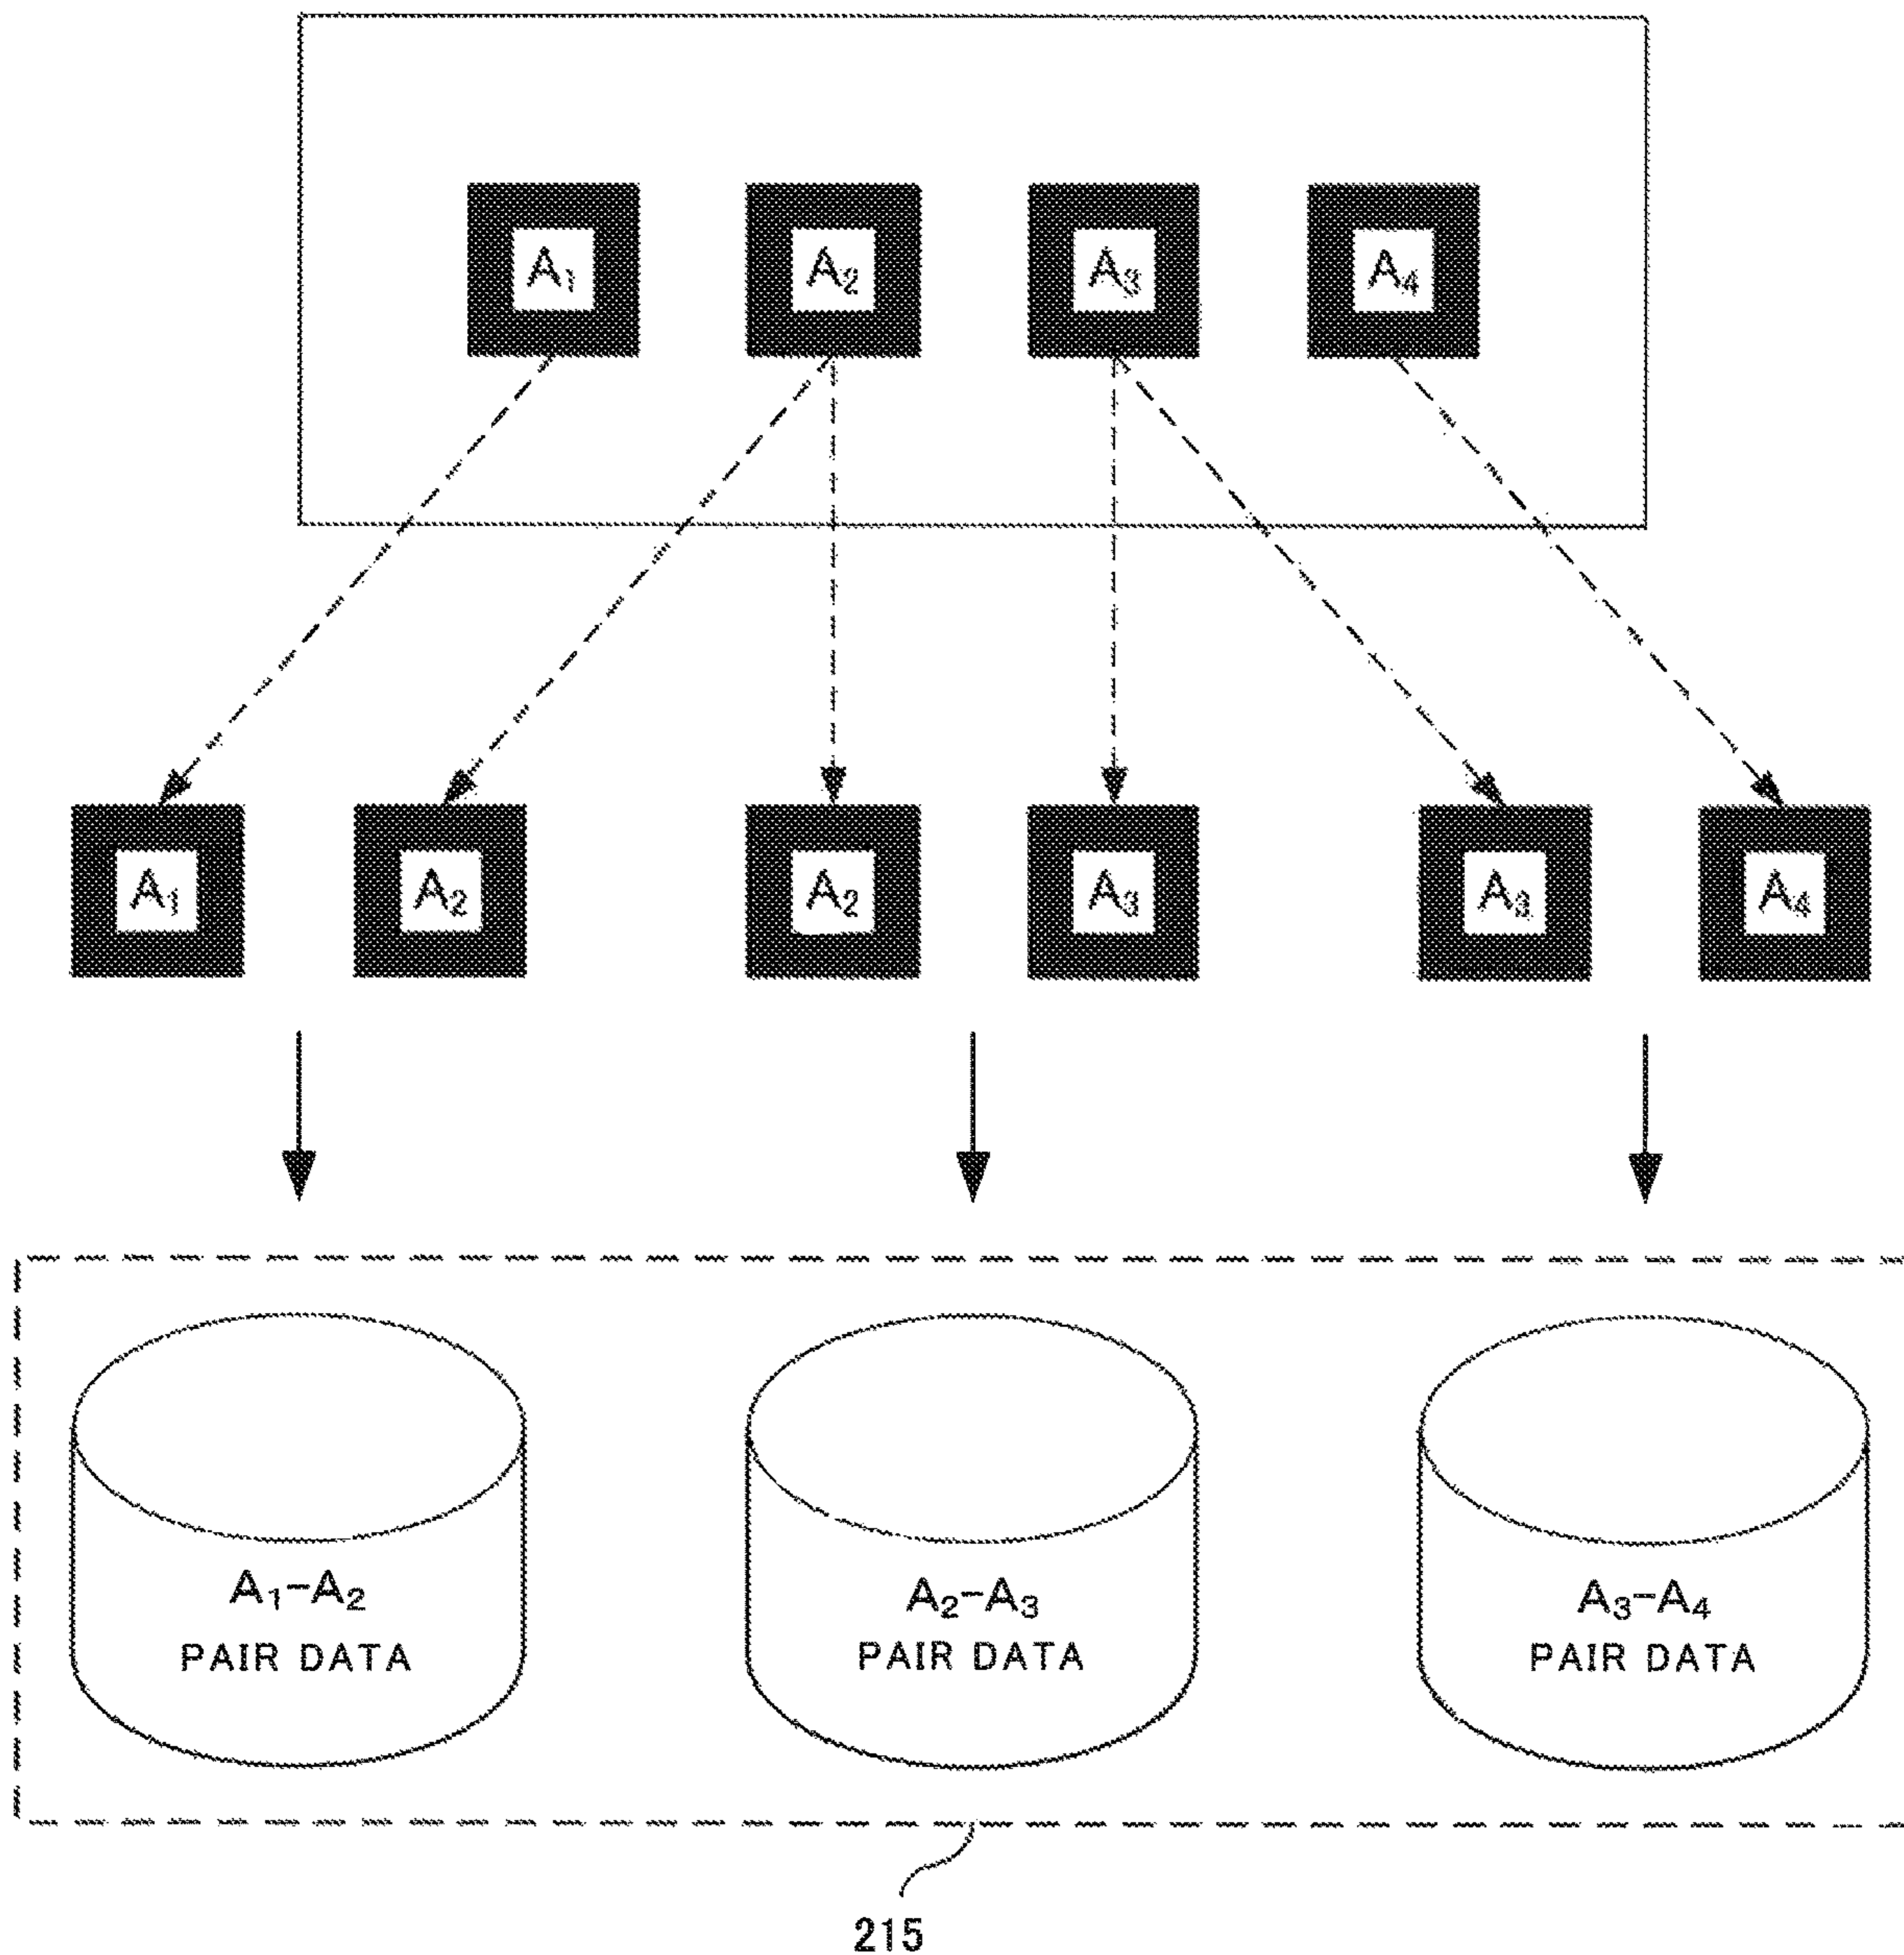 A₁ A₂ A₃ A₄
A₁ A₂ A₂ A₃ A₃ A₄
A₁-A₂
PAIR DATA
A₂-A₃
PAIR DATA
A₃-A₄
PAIR DATA
215